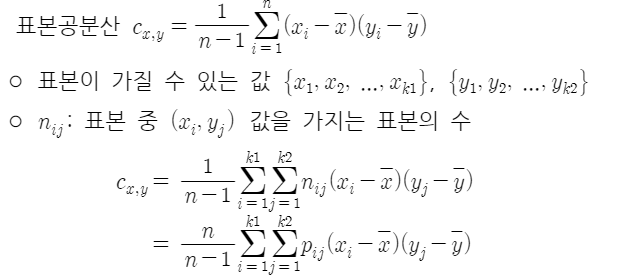 표본공분산 c_{x,y} = \frac{1}{n-1} \sum_{i=1}^{n} (x_i - \overline{x})(y_i - \overline{y})
○ 표본이 가질 수 있는 값 {x_1, x_2, ..., x_{k1}}, {y_1, y_2, ..., y_{k2}}
○ n_{ij}: 표본 중 (x_i, y_j) 값을 가지는 표본의 수
c_{x,y} = \frac{1}{n-1} \sum_{i=1}^{k1} \sum_{j=1}^{k2} n_{ij} (x_i - \overline{x})(y_j - \overline{y})
= \frac{n}{n-1} \sum_{i=1}^{k1} \sum_{j=1}^{k2} p_{ij} (x_i - \overline{x})(y_j - \overline{y})